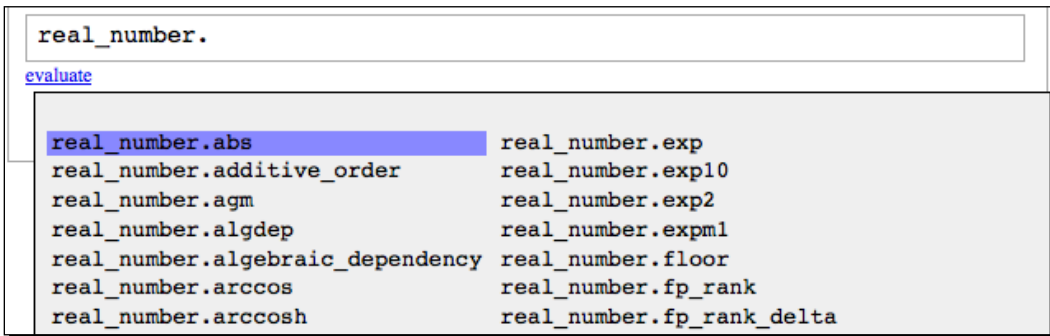 real_number.
evaluate
real_number.abs real_number.exp
real_number.additive_order real_number.exp10
real_number.agm real_number.exp2
real_number.algdep real_number.expm1
real_number.algebraic_dependency real_number.floor
real_number.arccos real_number.fp_rank
real_number.arccosh real_number.fp_rank_delta